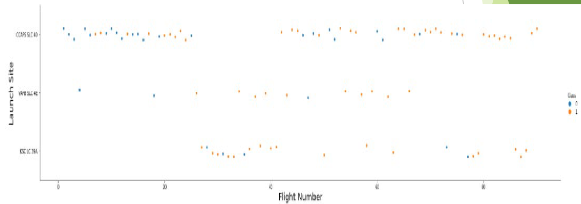 CCAFS SLC 40
Launch Site
VAFB SLC 4E
KSC LC 39A
0
20
40
60
80
Flight Number
Class
0
1